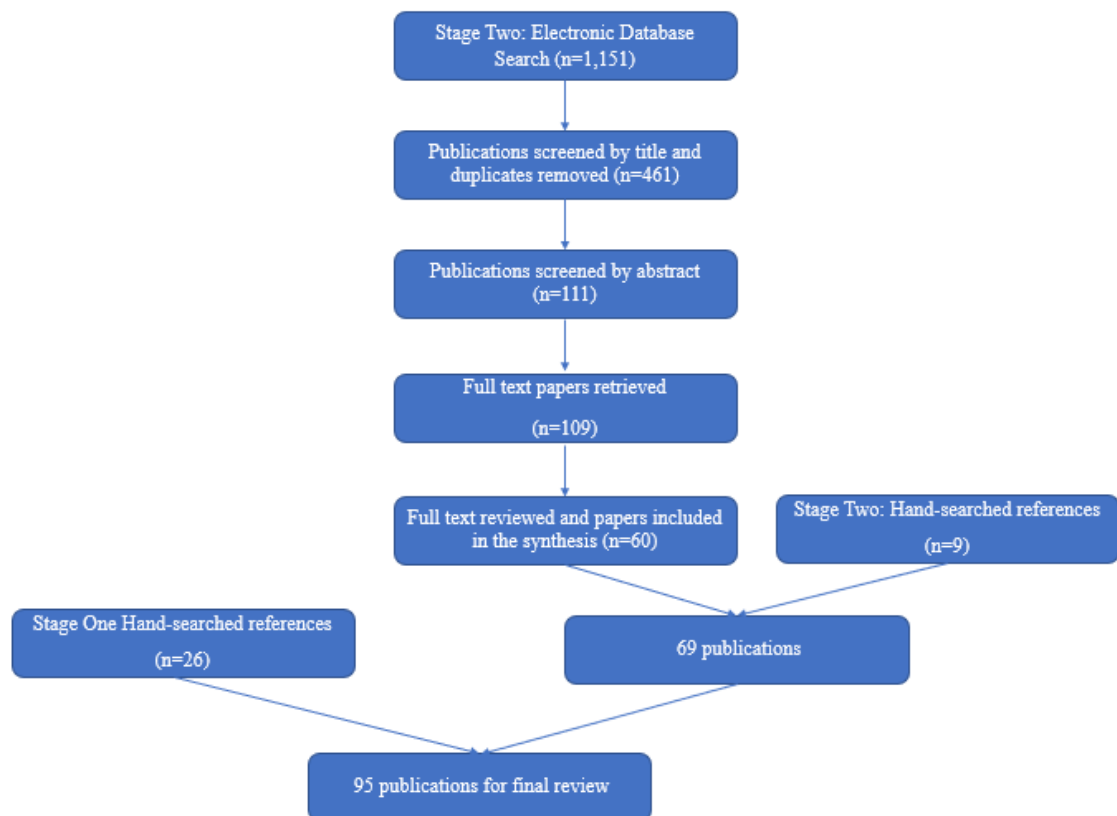 Stage Two: Electronic Database
Search (n=1,151)
Publications screened by title and
duplicates removed (n=461)
Publications screened by abstract
(n=111)
Full text papers retrieved
(n=109)
Full text reviewed and papers included
in the synthesis (n=60)
Stage Two: Hand-searched references
(n=9)
Stage One Hand-searched references
(n=26)
69 publications
95 publications for final review